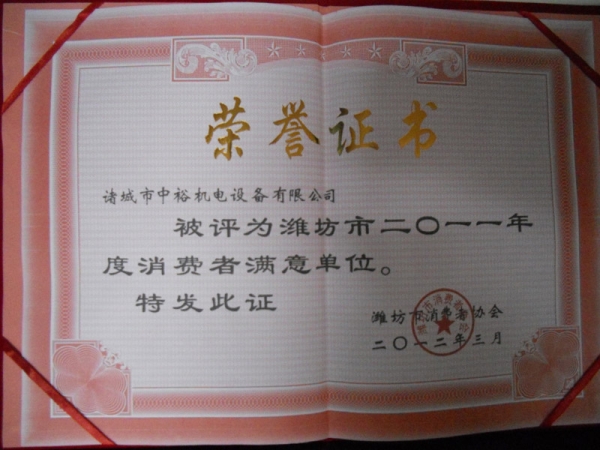 荣誉证书
诸城市中裕机电设备有限公司
被评为潍坊市二〇一一年
度消费者满意单位。
特发此证
潍坊市消费者协会
二〇一二年三月